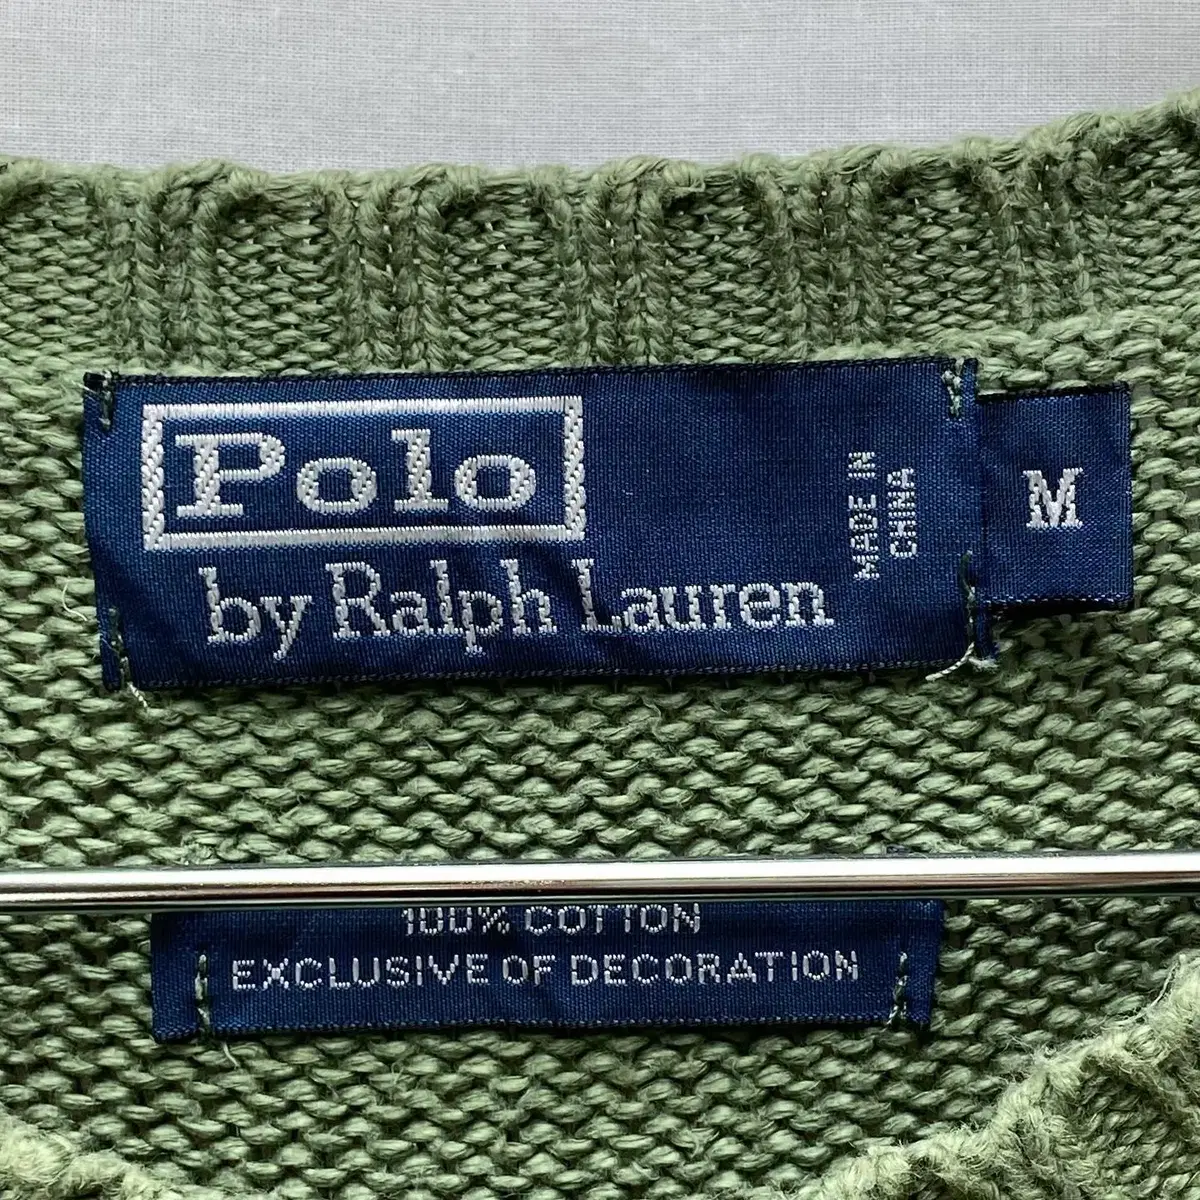 Polo
by Ralph Lauren
MADE IN
CHINA
M
100% COTTON
EXCLUSIVE OF DECORATION